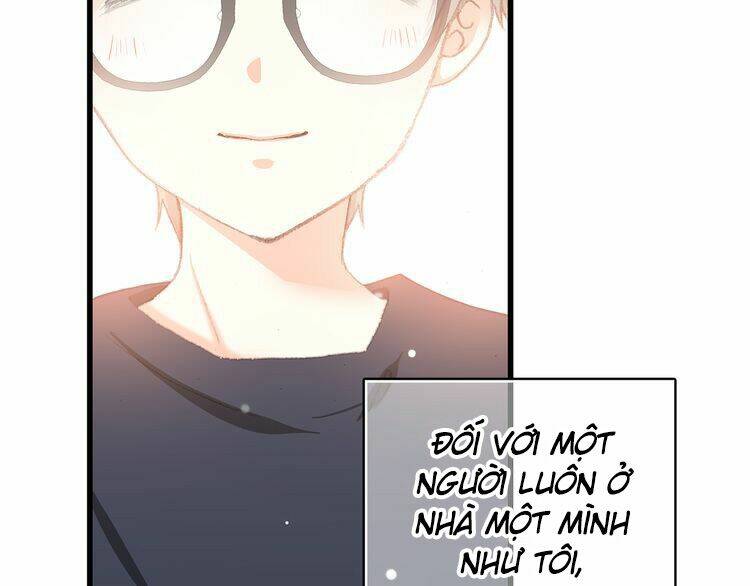 ĐỐI VỚI MỘT
NGƯỜI LUÔN Ở
NHÀ MỘT MÌNH
NHƯ TÔI,